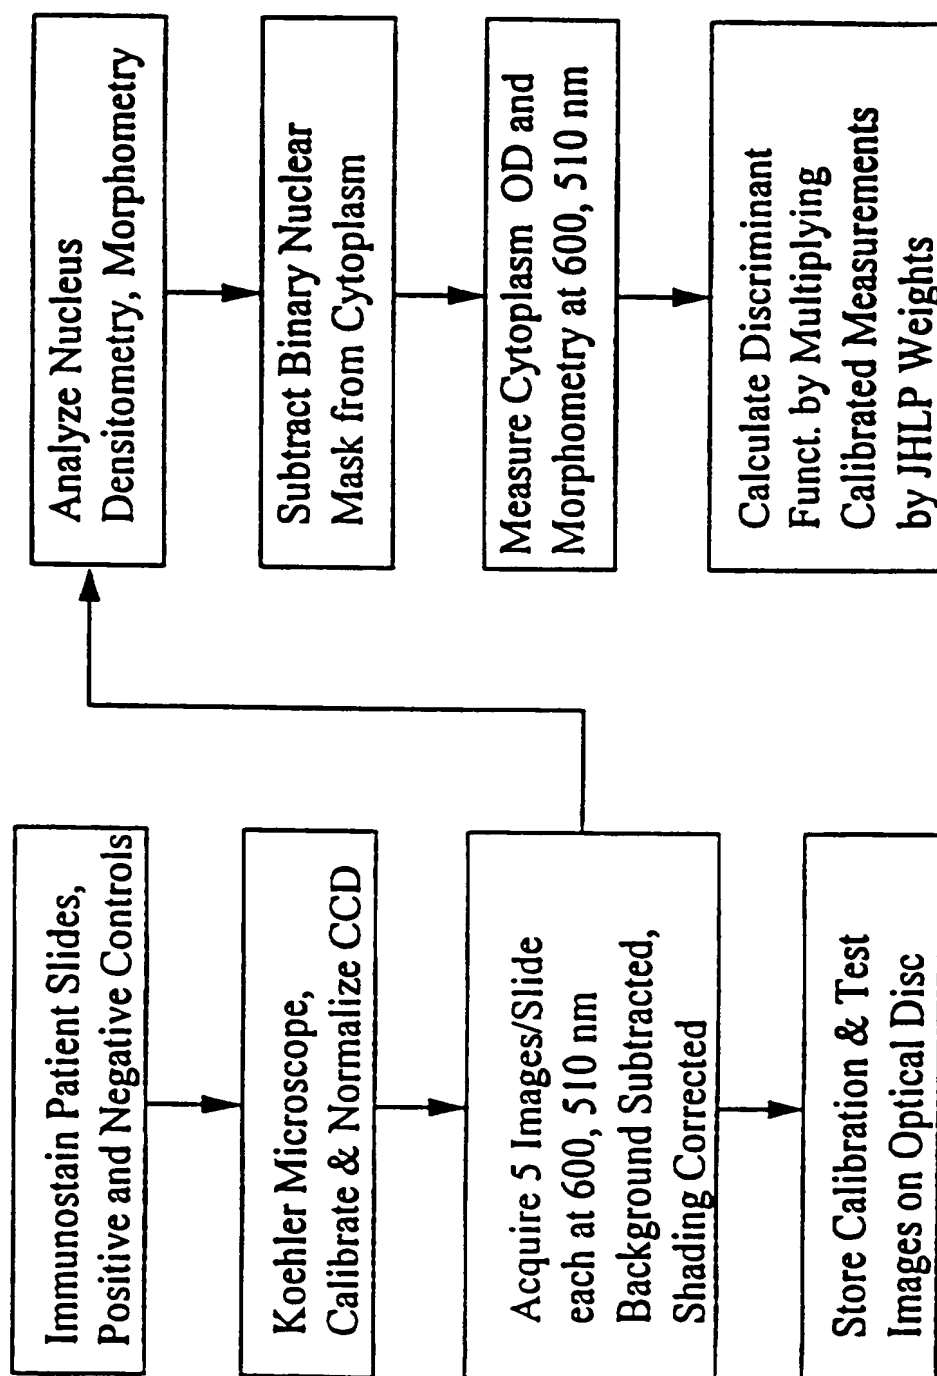 Immunostain Patient Slides,
Positive and Negative Controls
Koehler Microscope,
Calibrate & Normalize CCD
Acquire 5 Images/Slide
each at 600, 510 nm
Background Subtracted,
Shading Corrected
Store Calibration & Test
Images on Optical Disc
Analyze Nucleus
Densitometry, Morphometry
Subtract Binary Nuclear
Mask from Cytoplasm
Measure Cytoplasm OD and
Morphometry at 600, 510 nm
Calculate Discriminant
Funct. by Multiplying
Calibrated Measurements
by JHLP Weights